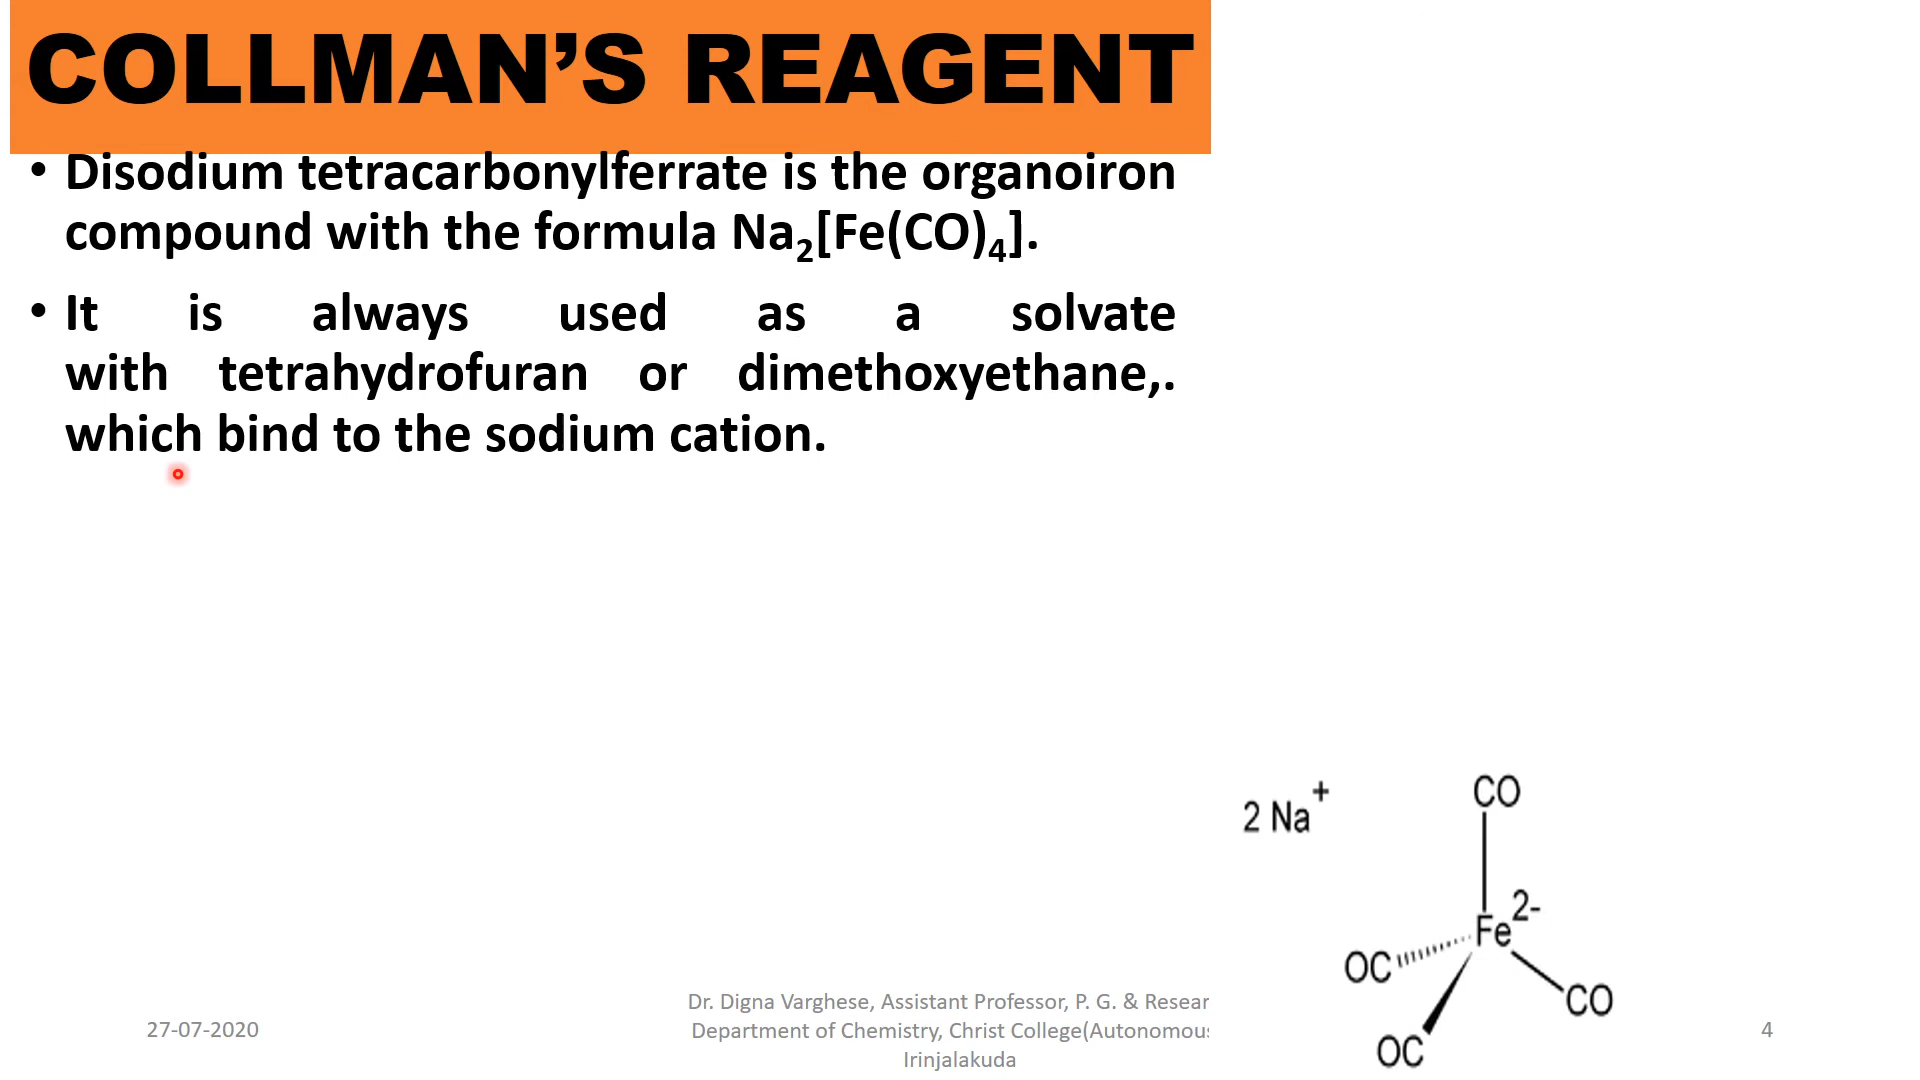 COLLMAN’S REAGENT
• Disodium tetracarbonylferrate is the organoiron
compound with the formula Na₂[Fe(CO)₄].
• It is always used as a solvate
with tetrahydrofuran or dimethoxyethane,.
which bind to the sodium cation.
2 Na⁺
CO
Fe²⁻
OC
CO
OC
27-07-2020
Dr. Digna Varghese, Assistant Professor, P. G. & Resear
Department of Chemistry, Christ College(Autonomous
Irinjalakuda
4